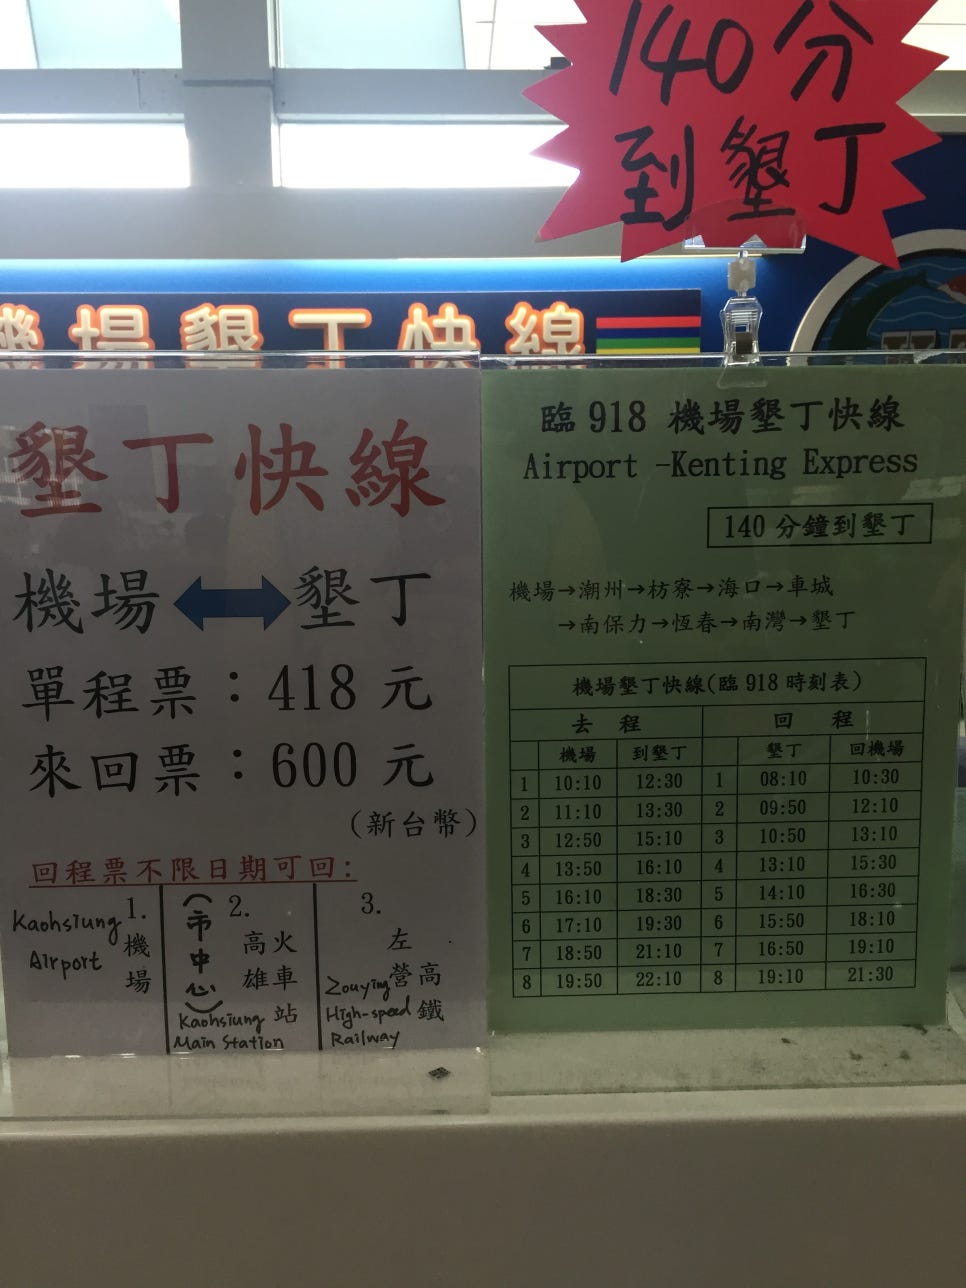 140分
到墾丁
機場墾丁快線
墾丁快線
機場 ↔ 墾丁
單程票：418 元
來回票：600 元
(新台幣)
回程票不限日期可回:
1. 機場
Kaohsiung
Airport
2. 高雄火車站
(市中心)
Kaohsiung
Main Station
3. 左營高鐵
Zouying
High-speed
Railway
臨 918 機場墾丁快線
Airport -Kenting Express
140 分鐘到墾丁
機場→潮州→枋寮→海口→車城
→南保力→恆春→南灣→墾丁
機場墾丁快線(臨 918 時刻表)
去 程 回 程
機場 到墾丁 墾丁 回機場
1 10:10 12:30 1 08:10 10:30
2 11:10 13:30 2 09:50 12:10
3 12:50 15:10 3 10:50 13:10
4 13:50 16:10 4 13:10 15:30
5 16:10 18:30 5 14:10 16:30
6 17:10 19:30 6 15:50 18:10
7 18:50 21:10 7 16:50 19:10
8 19:50 22:10 8 19:10 21:30